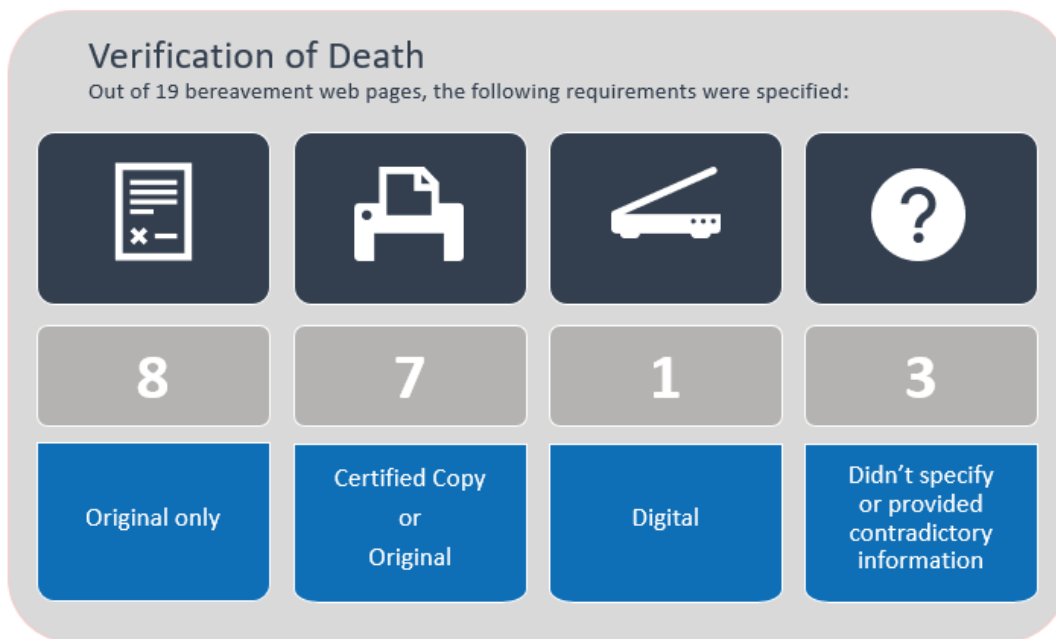 Verification of Death
Out of 19 bereavement web pages, the following requirements were specified:
8
7
1
3
Original only
Certified Copy
or
Original
Digital
Didn’t specify
or provided
contradictory
information